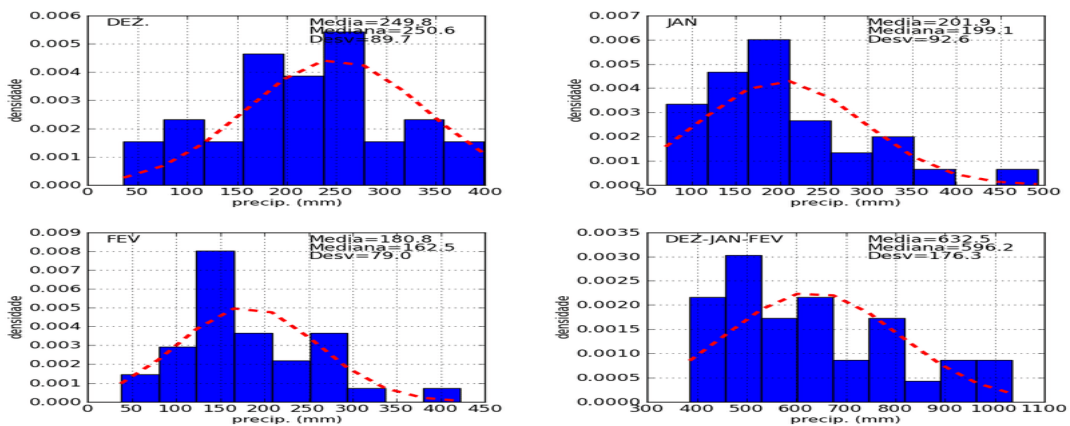 DEZ.
Media=249.8
Mediana=250.6
Desv=89.7
0.006
0.005
0.004
0.003
0.002
0.001
0.000
densidade
0 50 100 150 200 250 300 350 400
precip. (mm)
JAN
Media=201.9
Mediana=199.1
Desv=92.6
0.007
0.006
0.005
0.004
0.003
0.002
0.001
0.000
densidade
50 100 150 200 250 300 350 400 450 500
precip. (mm)
FEV
Media=180.8
Mediana=162.5
Desv=79.0
0.009
0.008
0.007
0.006
0.005
0.004
0.003
0.002
0.001
0.000
densidade
0 50 100 150 200 250 300 350 400 450
precip. (mm)
DEZ-JAN-FEV
Media=632.5
Mediana=596.2
Desv=176.3
0.0035
0.0030
0.0025
0.0020
0.0015
0.0010
0.0005
0.0000
densidade
300 400 500 600 700 800 900 1000 1100
precip. (mm)